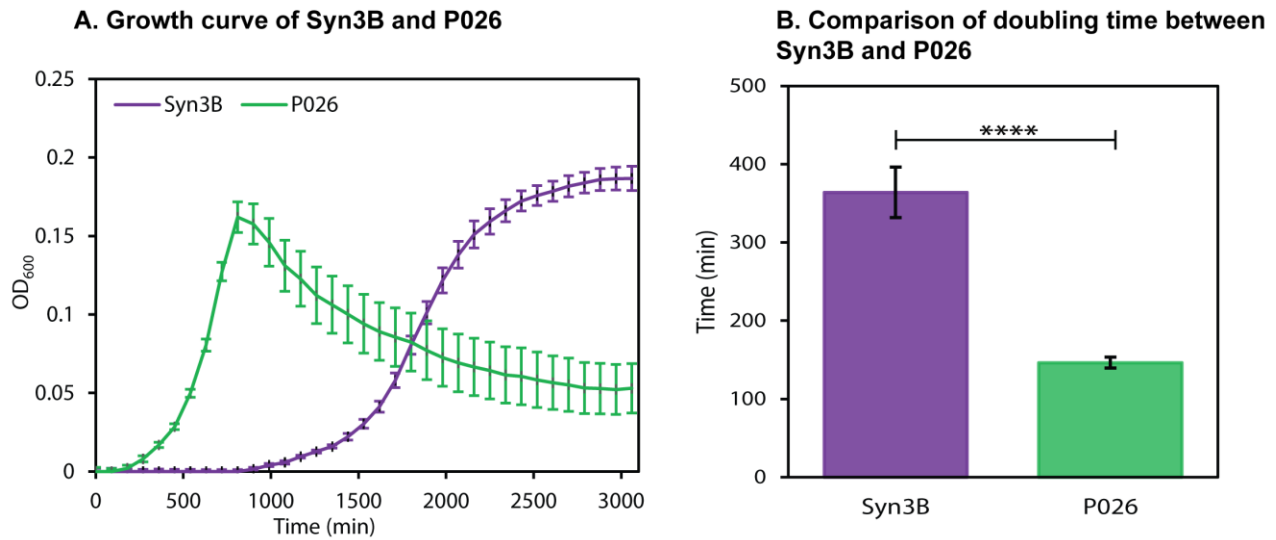 A. Growth curve of Syn3B and P026
0.25
0.2
0.15
0.1
0.05
0
OD600
Syn3B
P026
0
500
1000
1500
2000
2500
3000
Time (min)
B. Comparison of doubling time between
Syn3B and P026
500
400
300
200
100
0
Time (min)
****
Syn3B
P026